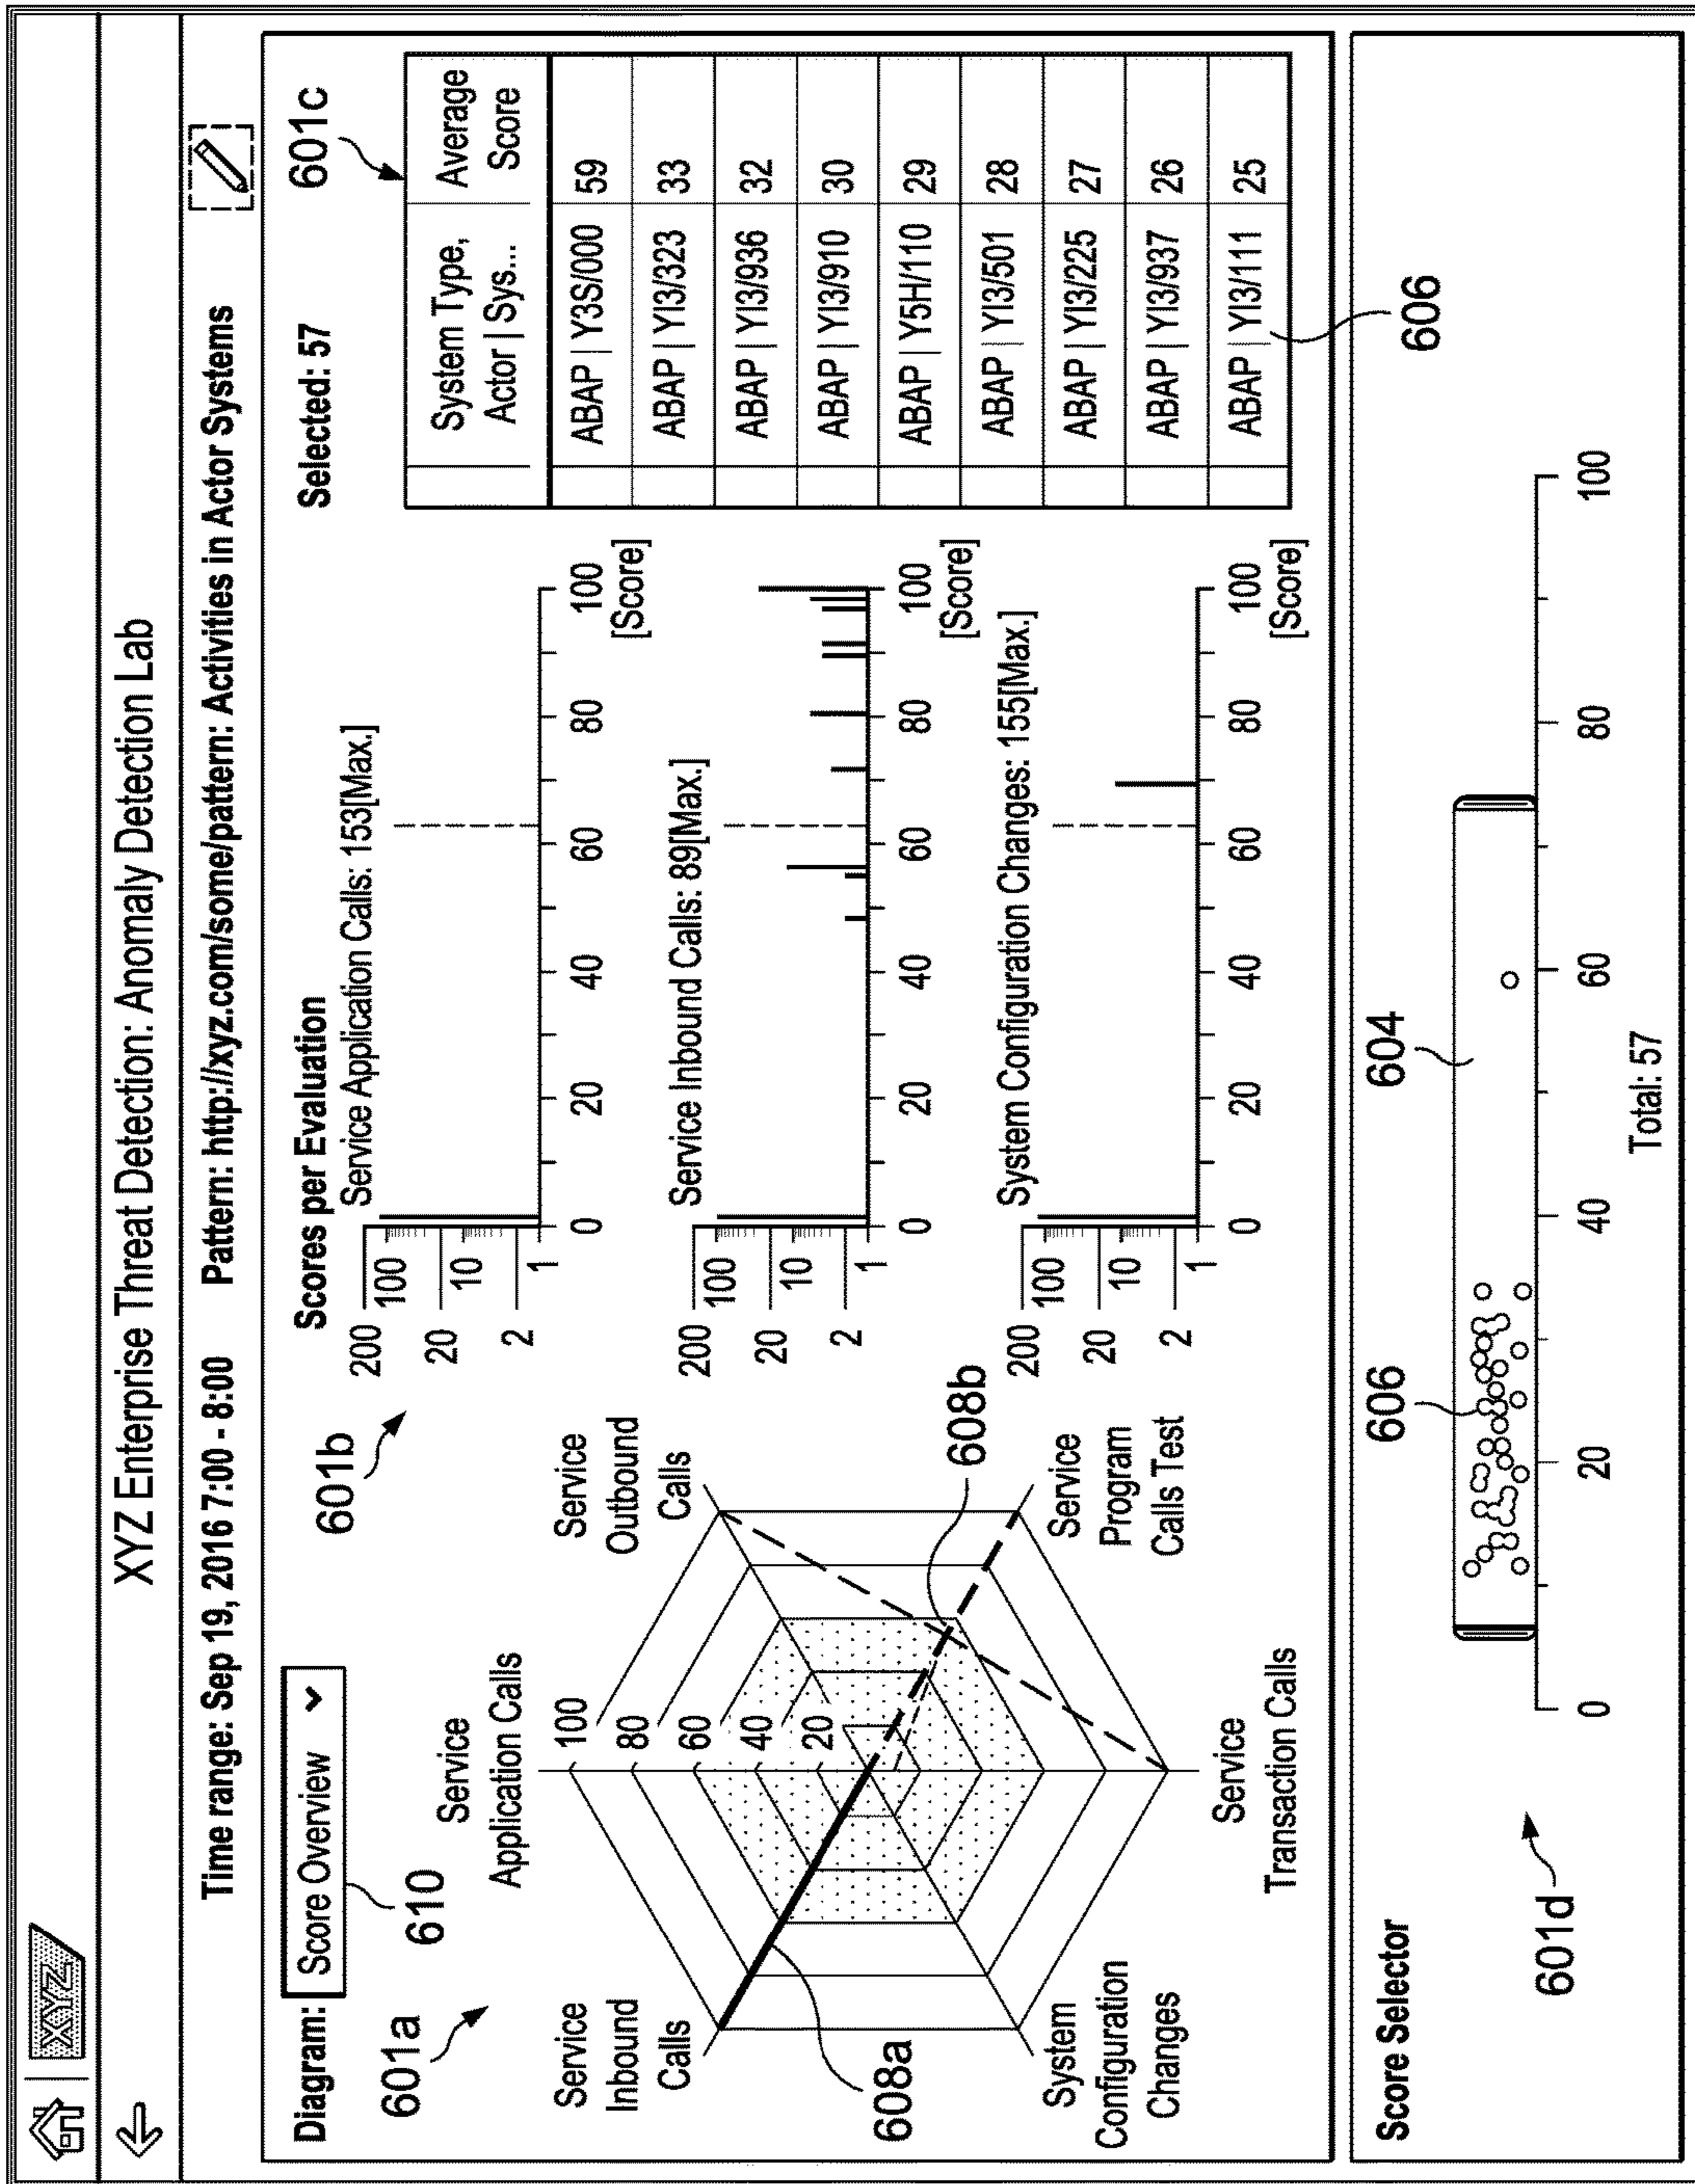 XYZ
XYZ Enterprise Threat Detection: Anomaly Detection Lab
Time range: Sep 19, 2016 7:00 - 8:00 Pattern: http://xyz.com/some/pattern: Activities in Actor Systems
Diagram: Score Overview
610
601a
Service
Application Calls
Service
Outbound
Calls
Service
Program
Calls Test
Service
Transaction Calls
System
Configuration
Changes
Service
Inbound
Calls
100
80
60
40
20
608a
608b
601b
Scores per Evaluation
Service Application Calls: 153[Max.]
200
100
20
10
2
1
0 20 40 60 80 100
[Score]
Service Inbound Calls: 89[Max.]
200
100
20
10
2
1
0 20 40 60 80 100
[Score]
System Configuration Changes: 155[Max.]
200
100
20
10
2
1
0 20 40 60 80 100
[Score]
Selected: 57
601c
System Type, Average
Actor | Sys... Score
ABAP | Y3S/000 59
ABAP | YI3/323 33
ABAP | YI3/936 32
ABAP | YI3/910 30
ABAP | Y5H/110 29
ABAP | YI3/501 28
ABAP | YI3/225 27
ABAP | YI3/937 26
ABAP | YI3/111 25
606
Score Selector
601d
606
604
0 20 40 60 80 100
Total: 57